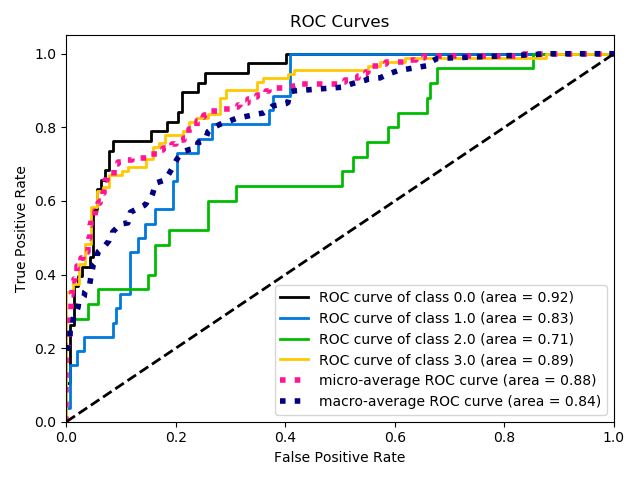 ROC Curves
True Positive Rate
1.0
0.8
0.6
0.4
0.2
0.0
ROC curve of class 0.0 (area = 0.92)
ROC curve of class 1.0 (area = 0.83)
ROC curve of class 2.0 (area = 0.71)
ROC curve of class 3.0 (area = 0.89)
micro-average ROC curve (area = 0.88)
macro-average ROC curve (area = 0.84)
0.0 0.2 0.4 0.6 0.8 1.0
False Positive Rate